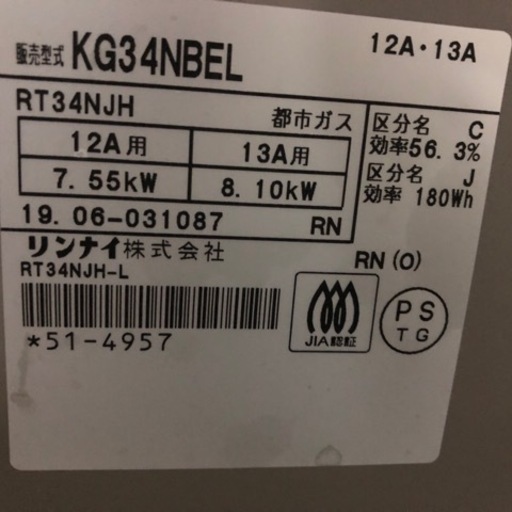 販売型式 KG34NBEL 12A・13A
RT34NJH 都市ガス
12A用 13A用
7.55kW 8.10kW
19.06-031087 RN
区分名 C
効率56.3%
区分名 J
効率 180Wh
リンナイ株式会社
RT34NJH-L
RN(O)
*51-4957
JIA認証
PS
TG